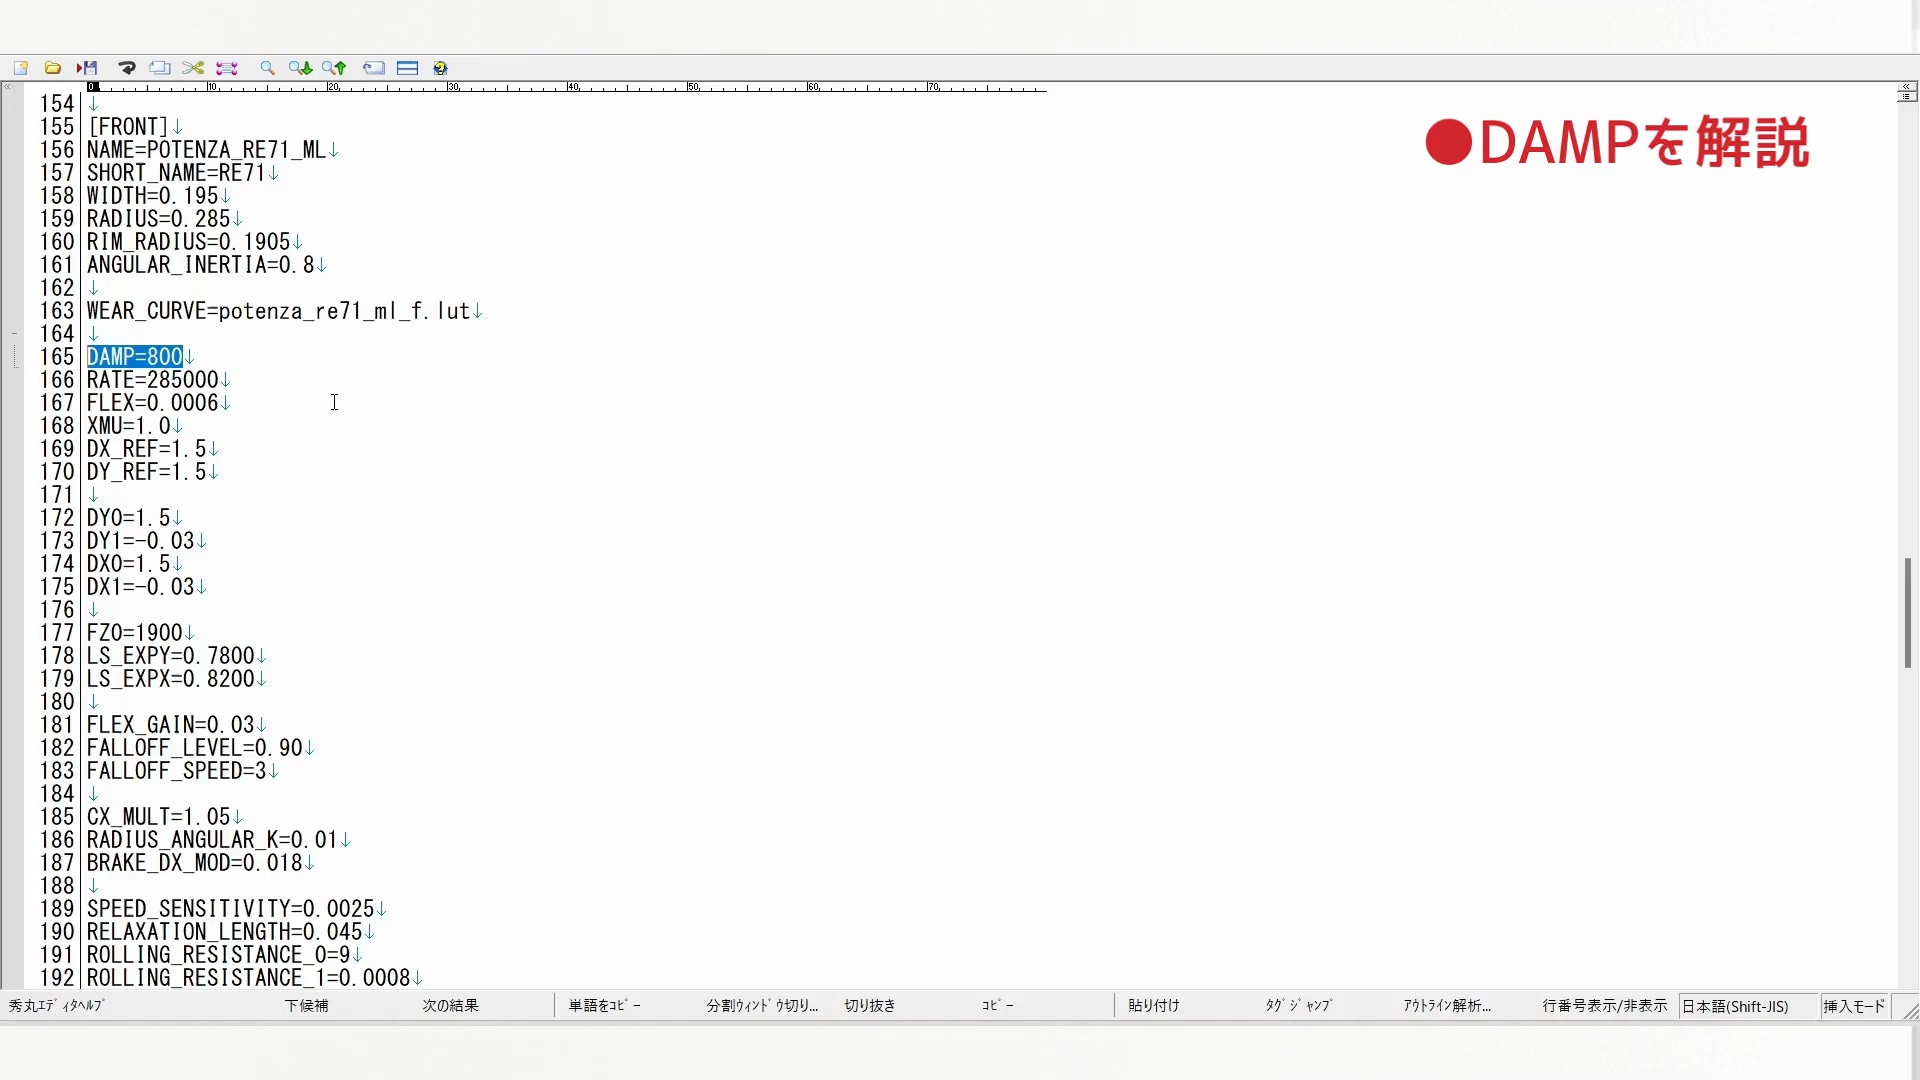 0 10 20 30 40 50 60 70
●DAMPを解説
154↓
155 [FRONT]↓
156 NAME=POTENZA_RE71_ML↓
157 SHORT_NAME=RE71↓
158 WIDTH=0.195↓
159 RADIUS=0.285↓
160 RIM_RADIUS=0.1905↓
161 ANGULAR_INERTIA=0.8↓
162 ↓
163 WEAR_CURVE=potenza_re71_ml_f.lut↓
164 ↓
165 DAMP=800↓
166 RATE=285000↓
167 FLEX=0.0006↓
168 XMU=1.0↓
169 DX_REF=1.5↓
170 DY_REF=1.5↓
171 ↓
172 DY0=1.5↓
173 DY1=-0.03↓
174 DX0=1.5↓
175 DX1=-0.03↓
176 ↓
177 FZ0=1900↓
178 LS_EXPY=0.7800↓
179 LS_EXPX=0.8200↓
180 ↓
181 FLEX_GAIN=0.03↓
182 FALLOFF_LEVEL=0.90↓
183 FALLOFF_SPEED=3↓
184 ↓
185 CX_MULT=1.05↓
186 RADIUS_ANGULAR_K=0.01↓
187 BRAKE_DX_MOD=0.018↓
188 ↓
189 SPEED_SENSITIVITY=0.0025↓
190 RELAXATION_LENGTH=0.045↓
191 ROLLING_RESISTANCE_0=9↓
192 ROLLING_RESISTANCE_1=0.0008↓
秀丸ｴﾃﾞｨﾀﾍﾙﾌﾟ 下候補 次の結果 単語をｺﾋﾟｰ 分割ｳｨﾝﾄﾞｳ切り... 切り抜き ｺﾋﾟｰ 貼り付け ﾀｸﾞｼﾞｬﾝﾌﾟ ｱｳﾄﾗｲﾝ解析... 行番号表示/非表示 日本語(Shift-JIS) 挿入モード